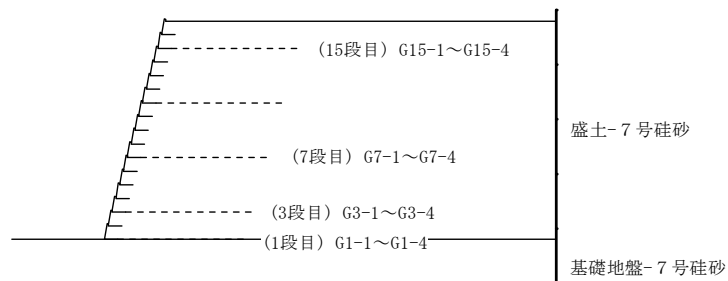 (15段目) G15-1～G15-4
盛土-７号硅砂
(7段目) G7-1～G7-4
(3段目) G3-1～G3-4
(1段目) G1-1～G1-4
基礎地盤-７号硅砂